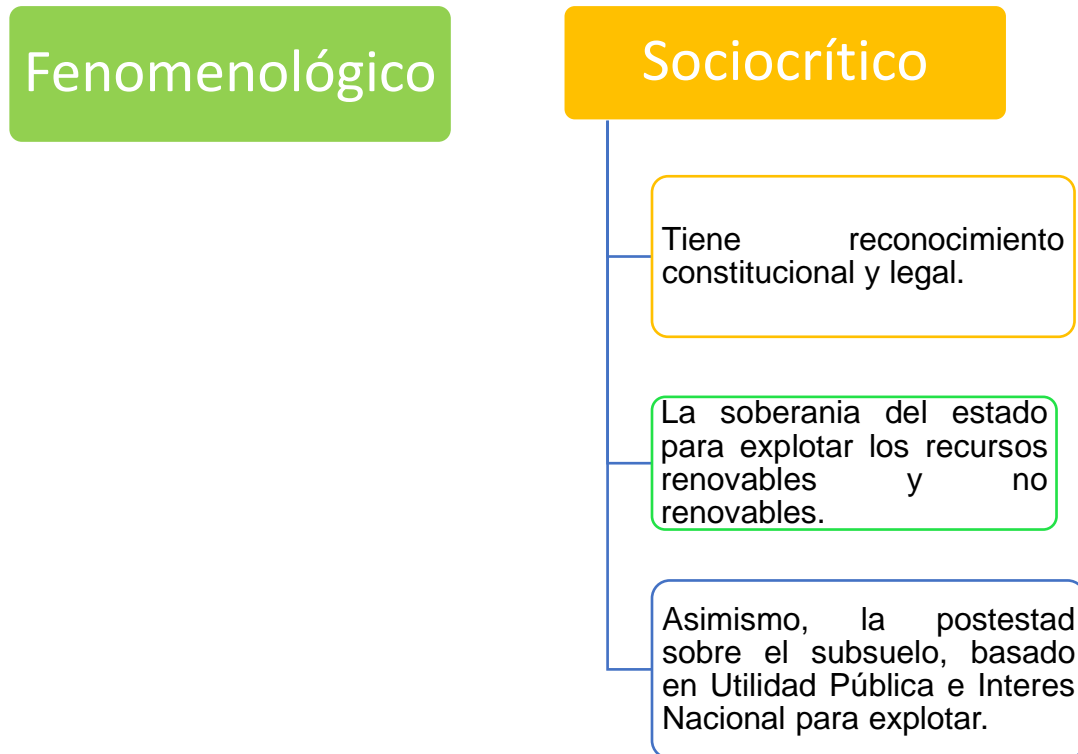 Fenomenológico
Sociocrítico
Tiene reconocimiento
constitucional y legal.
La soberania del estado
para explotar los recursos
renovables y no
renovables.
Asimismo, la postestad
sobre el subsuelo, basado
en Utilidad Pública e Interes
Nacional para explotar.